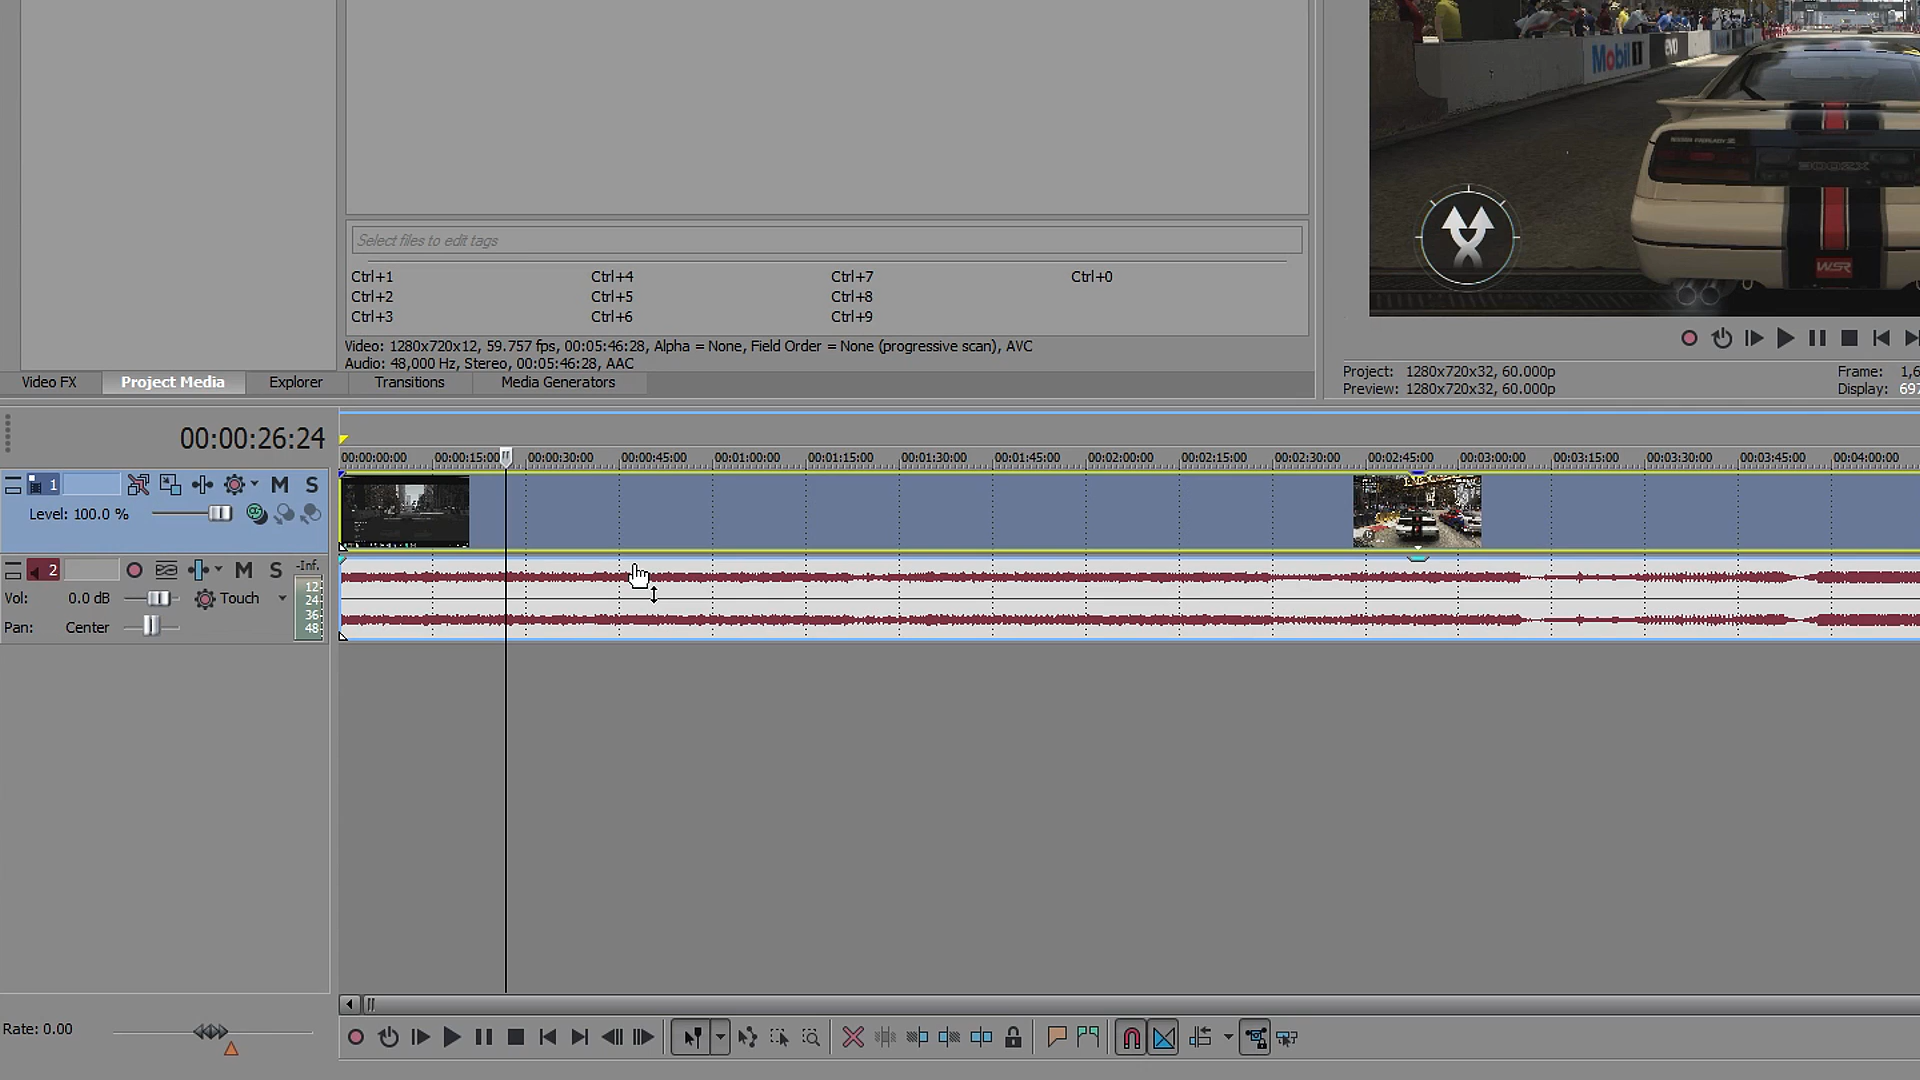 Mobil 1
evo
300ZX
WSR
Select files to edit tags
Ctrl+1 Ctrl+4 Ctrl+7 Ctrl+0
Ctrl+2 Ctrl+5 Ctrl+8
Ctrl+3 Ctrl+6 Ctrl+9
Video: 1280x720x12, 59.757 fps, 00:05:46:28, Alpha = None, Field Order = None (progressive scan), AVC
Audio: 48,000 Hz, Stereo, 00:05:46:28, AAC
Video FX Project Media Explorer Transitions Media Generators
Project: 1280x720x32, 60.000p Frame: 1,6
Preview: 1280x720x32, 60.000p Display: 697
00:00:26:24
00:00:00:00 00:00:15:00 00:00:30:00 00:00:45:00 00:01:00:00 00:01:15:00 00:01:30:00 00:01:45:00 00:02:00:00 00:02:15:00 00:02:30:00 00:02:45:00 00:03:00:00 00:03:15:00 00:03:30:00 00:03:45:00 00:04:00:00
1 M S
Level: 100.0 %
2 M S -Inf.
12
Vol: 0.0 dB Touch 24
36
Pan: Center 48
Rate: 0.00